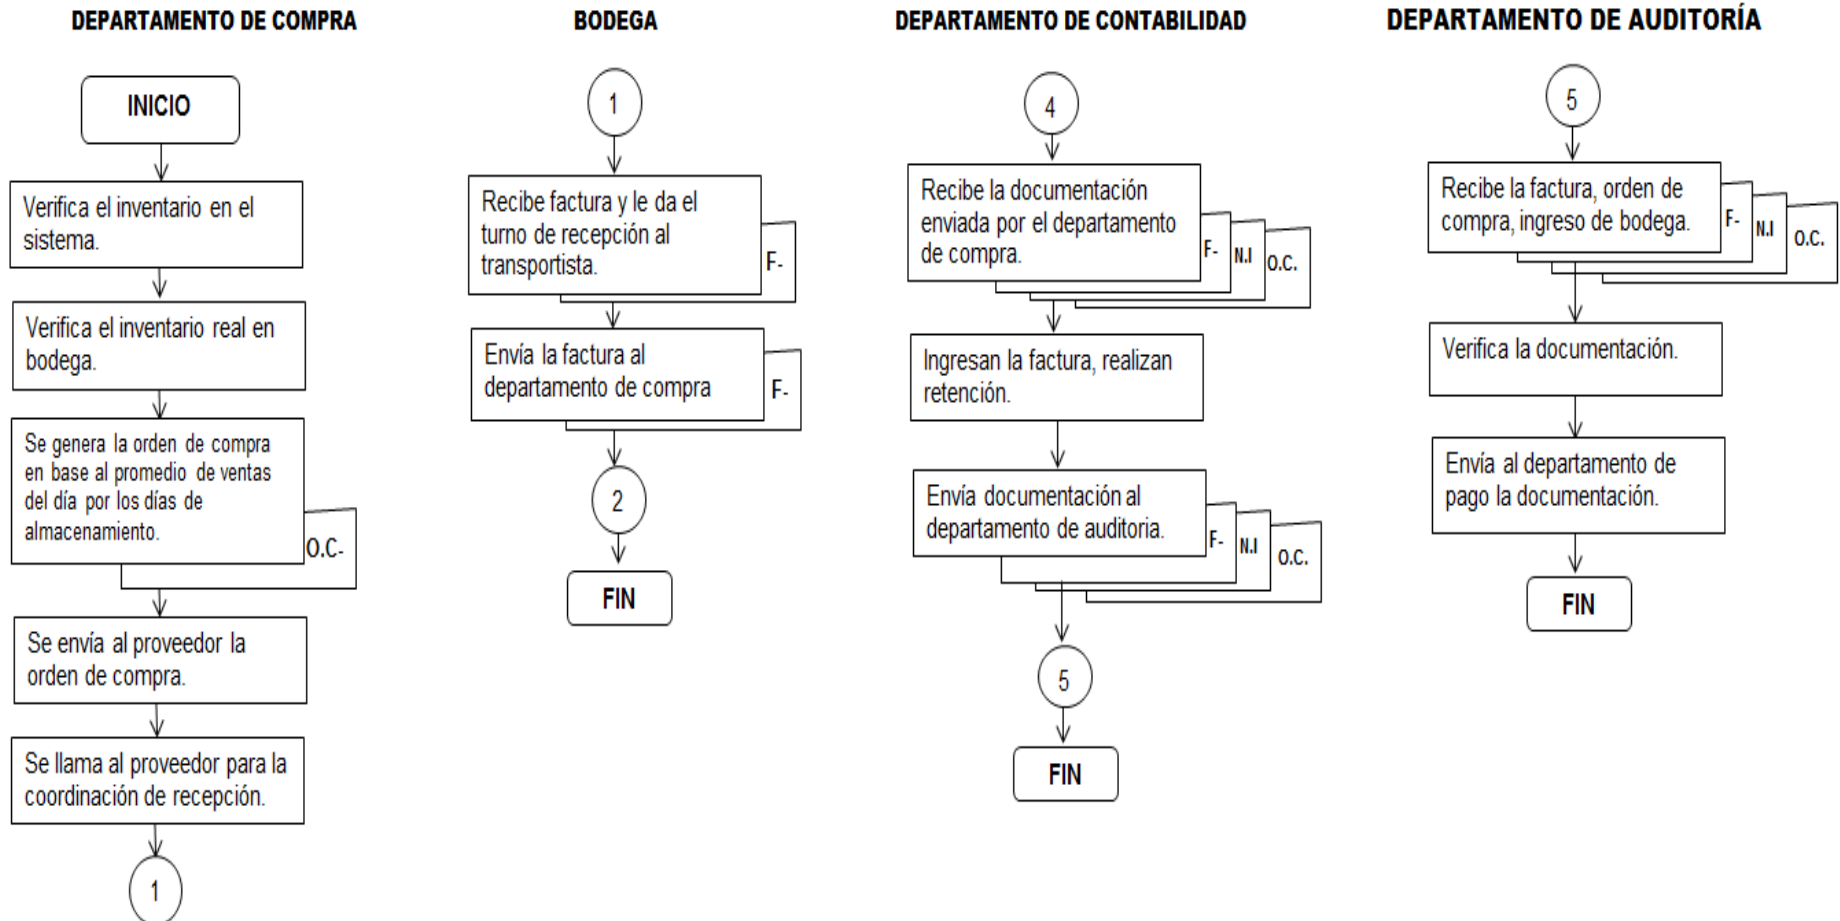 DEPARTAMENTO DE COMPRA
INICIO
Verifica el inventario en el
sistema.
Verifica el inventario real en
bodega.
Se genera la orden de compra
en base al promedio de ventas
del día por los días de
almacenamiento.
O.C-
Se envía al proveedor la
orden de compra.
Se llama al proveedor para la
coordinación de recepción.
1
BODEGA
1
Recibe factura y le da el
turno de recepción al
transportista.
F-
Envía la factura al
departamento de compra
F-
2
FIN
DEPARTAMENTO DE CONTABILIDAD
4
Recibe la documentación
enviada por el departamento
de compra.
F-
N.I
O.C.
Ingresan la factura, realizan
retención.
Envía documentación al
departamento de auditoria.
F-
N.I
O.C.
5
FIN
DEPARTAMENTO DE AUDITORÍA
5
Recibe la factura, orden de
compra, ingreso de bodega.
F-
N.I
O.C.
Verifica la documentación.
Envía al departamento de
pago la documentación.
FIN